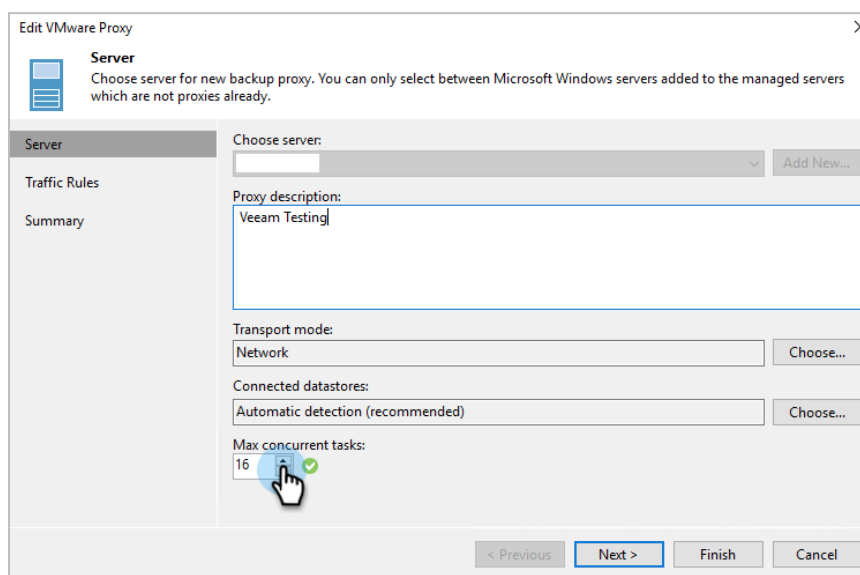 Edit VMware Proxy
Server
Choose server for new backup proxy. You can only select between Microsoft Windows servers added to the managed servers
which are not proxies already.
Server
Traffic Rules
Summary
Choose server:
Add New...
Proxy description:
Veeam Testing
Transport mode:
Network
Choose...
Connected datastores:
Automatic detection (recommended)
Choose...
Max concurrent tasks:
16
< Previous
Next >
Finish
Cancel